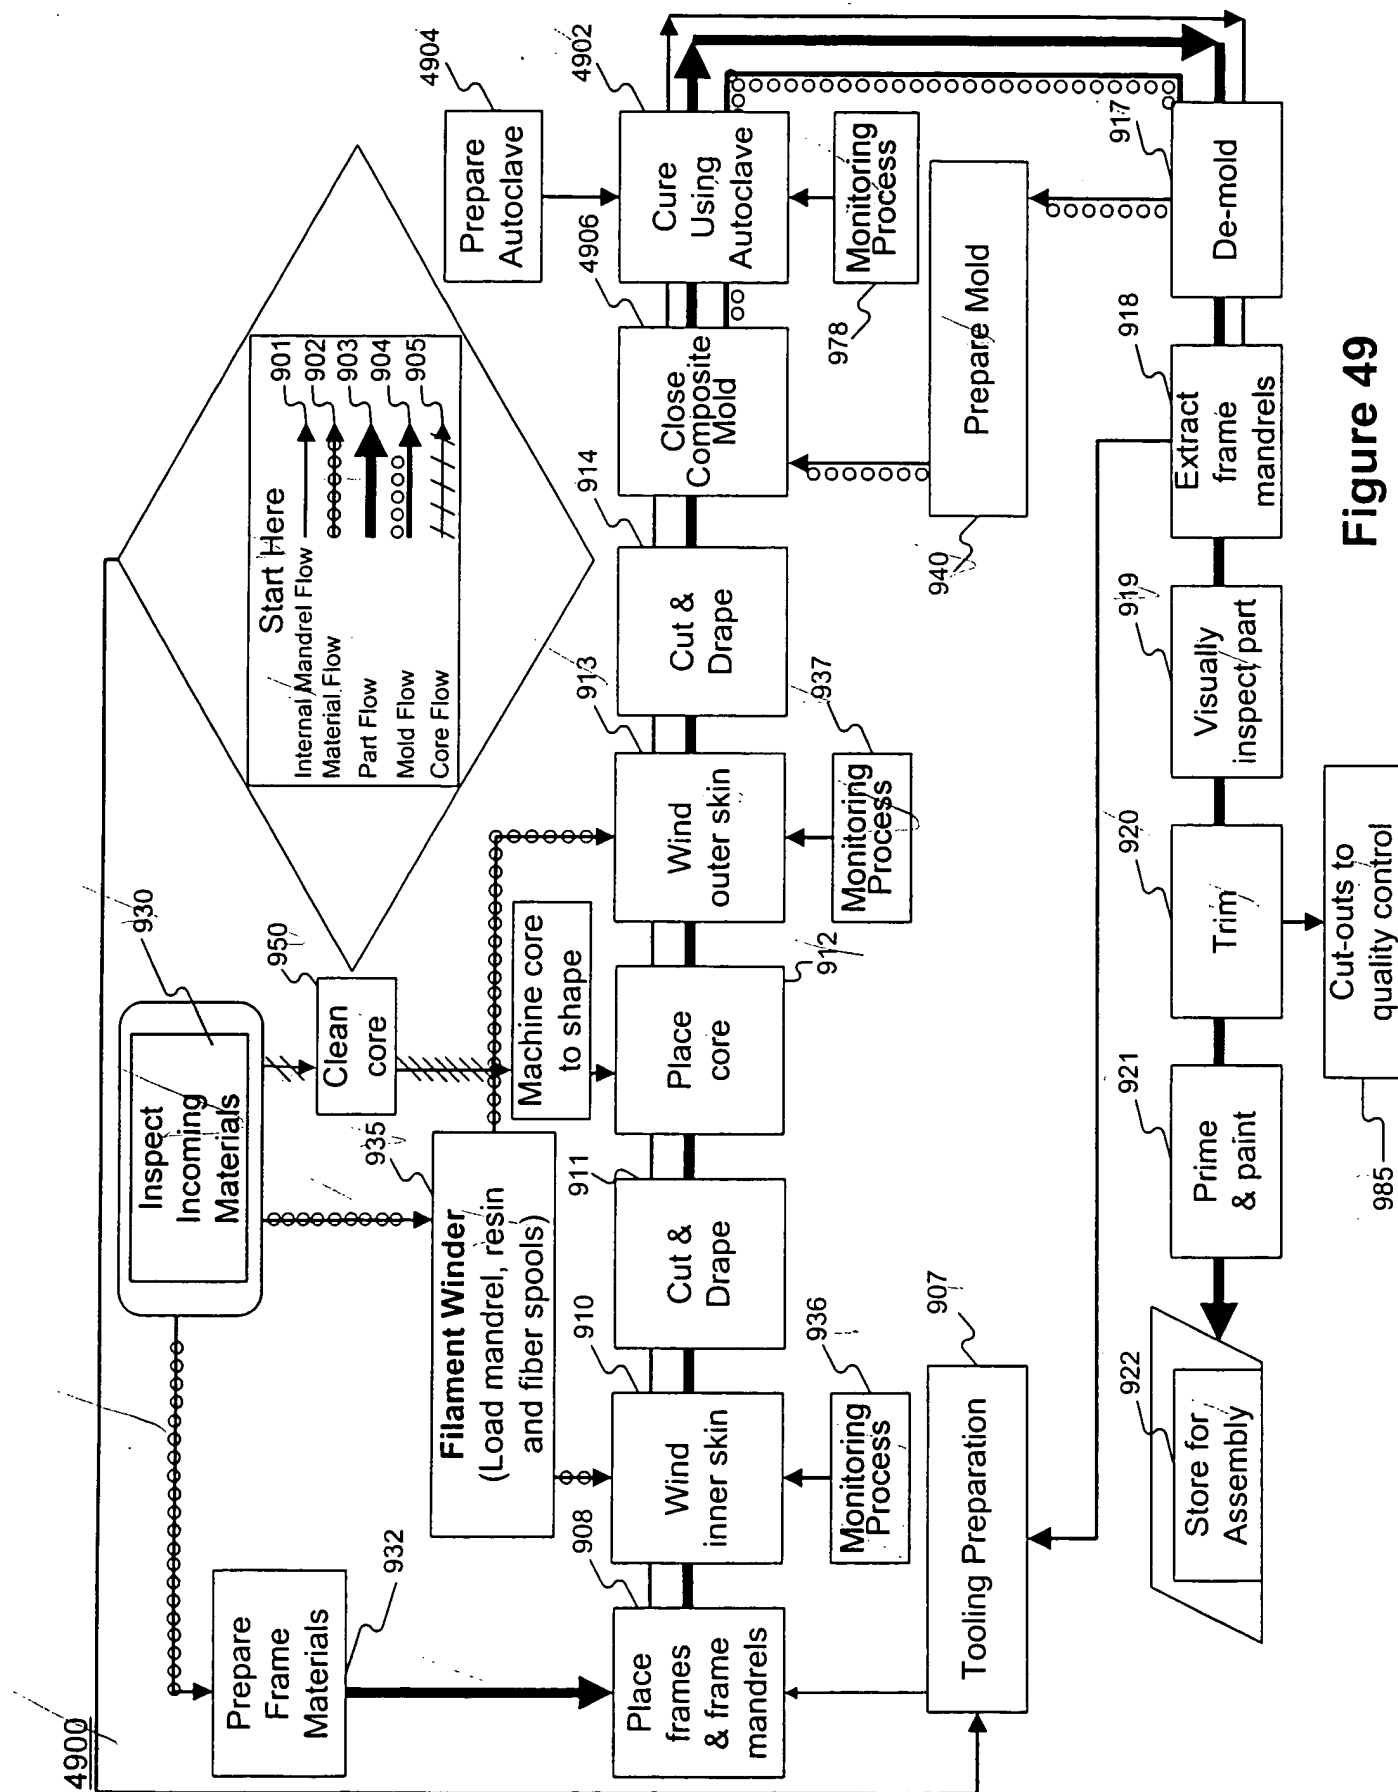 4900
Start Here
Internal Mandrel Flow
901
Material Flow
902
Part Flow
903
Mold Flow
904
Core Flow
905
Inspect
Incoming
Materials
930
Clean
core
950
Prepare
Frame
Materials
932
Filament Winder
(Load mandrel, resin
and fiber spools)
935
Machine core
to shape
Prepare
Autoclave
4904
Place
frames
& frame
mandrels
908
Wind
inner skin
910
Cut &
Drape
911
Place
core
912
Wind
outer skin
913
Cut &
Drape
914
Close
Composite
Mold
4906
Cure
Using
Autoclave
4902
Monitoring
Process
936
Monitoring
Process
937
Monitoring
Process
978
Tooling Preparation
907
Prepare Mold
940
Store for
Assembly
922
Prime
& paint
921
Trim
920
Visually
inspect part
919
Extract
frame
mandrels
918
De-mold
917
Cut-outs to
quality control
985
Figure 49